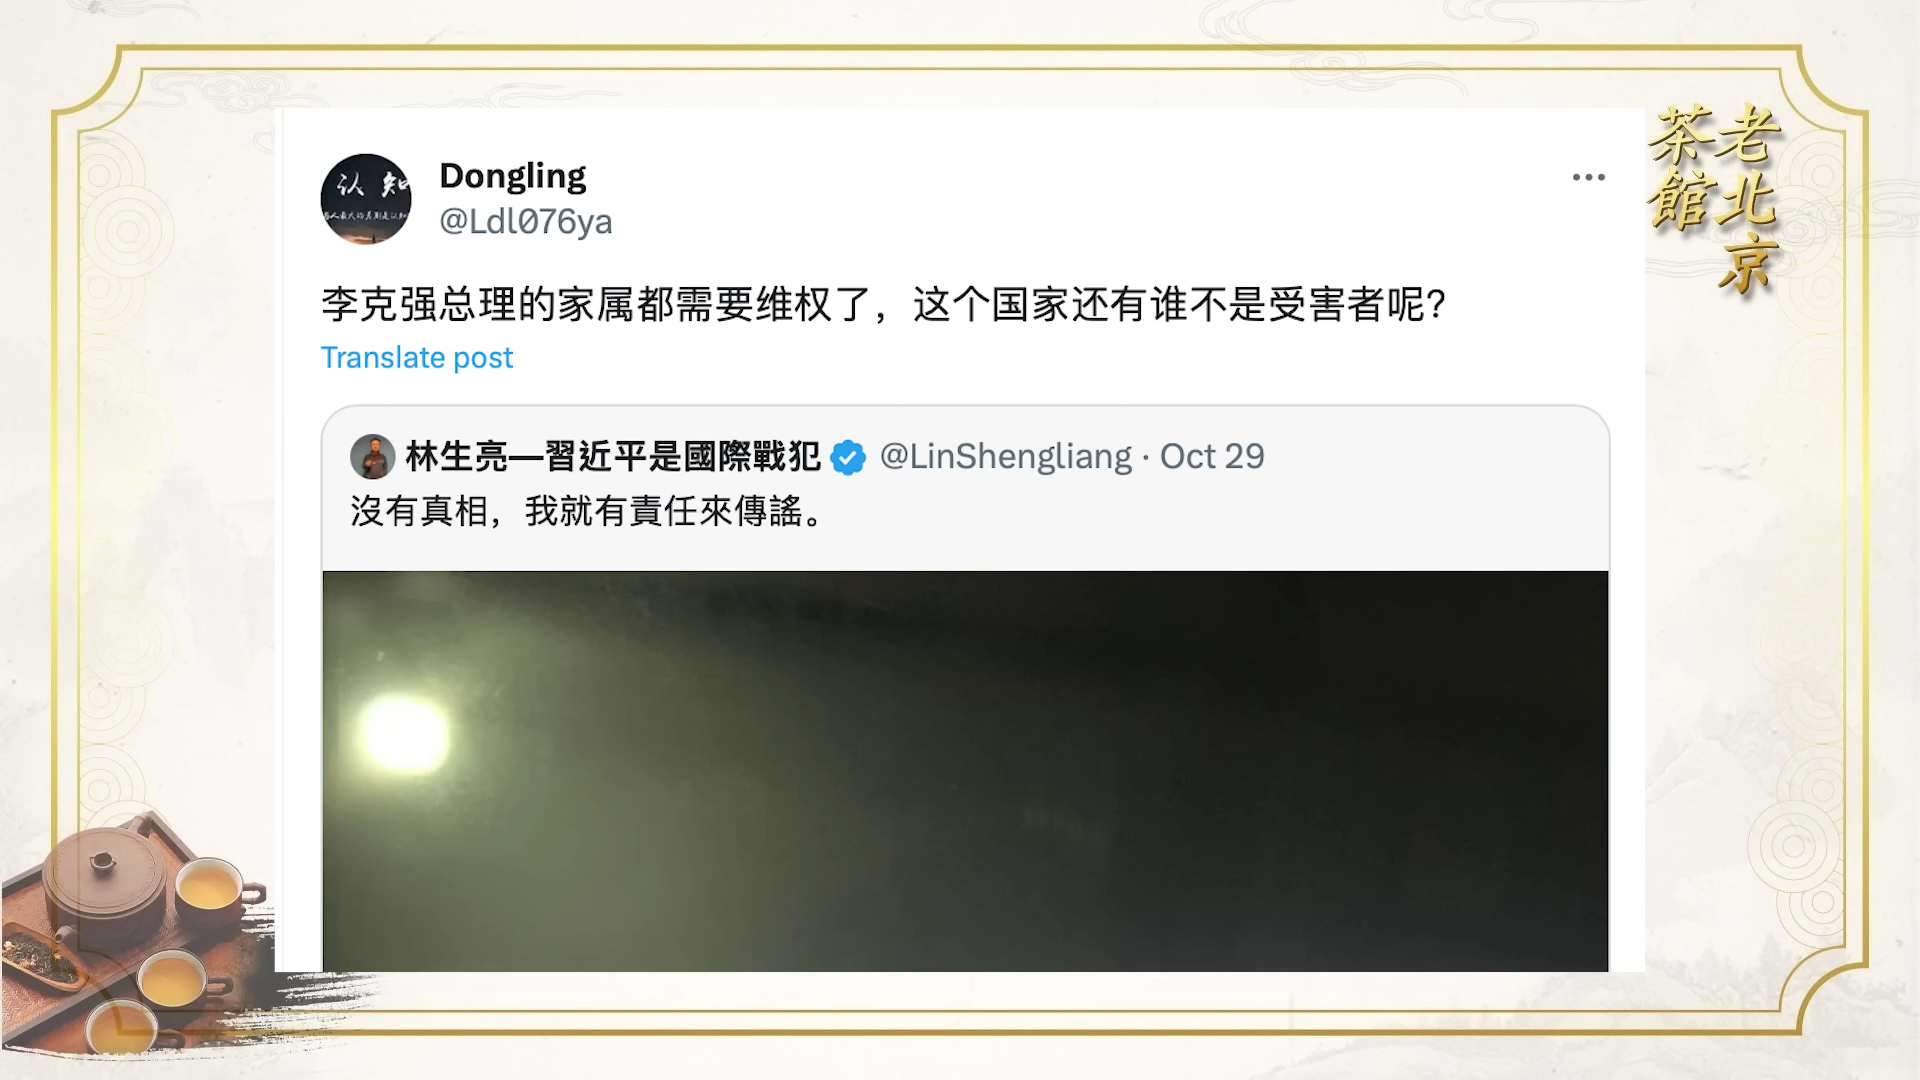 Dongling
@Ldl076ya
李克强总理的家属都需要维权了，这个国家还有谁不是受害者呢？
Translate post
林生亮—習近平是國際戰犯 @LinShengliang · Oct 29
沒有真相，我就有責任來傳謠。
老北京
茶館
认知